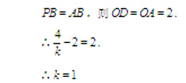 PB=AB，则 OD=OA=2.
∴4/k-2=2.
∴k=1